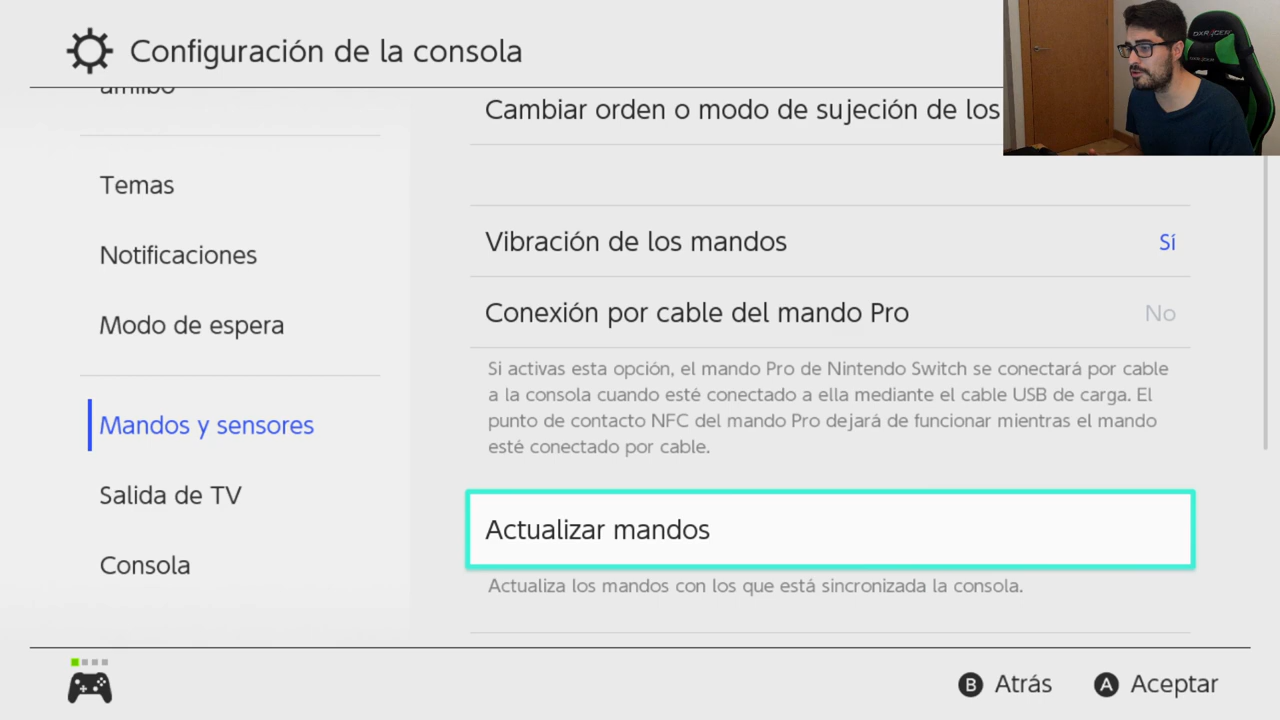 Configuración de la consola
amiibo
Temas
Notificaciones
Modo de espera
Mandos y sensores
Salida de TV
Consola
Cambiar orden o modo de sujeción de los
Vibración de los mandos Sí
Conexión por cable del mando Pro No
Si activas esta opción, el mando Pro de Nintendo Switch se conectará por cable
a la consola cuando esté conectado a ella mediante el cable USB de carga. El
punto de contacto NFC del mando Pro dejará de funcionar mientras el mando
esté conectado por cable.
Actualizar mandos
Actualiza los mandos con los que está sincronizada la consola.
B Atrás A Aceptar
DXRACER